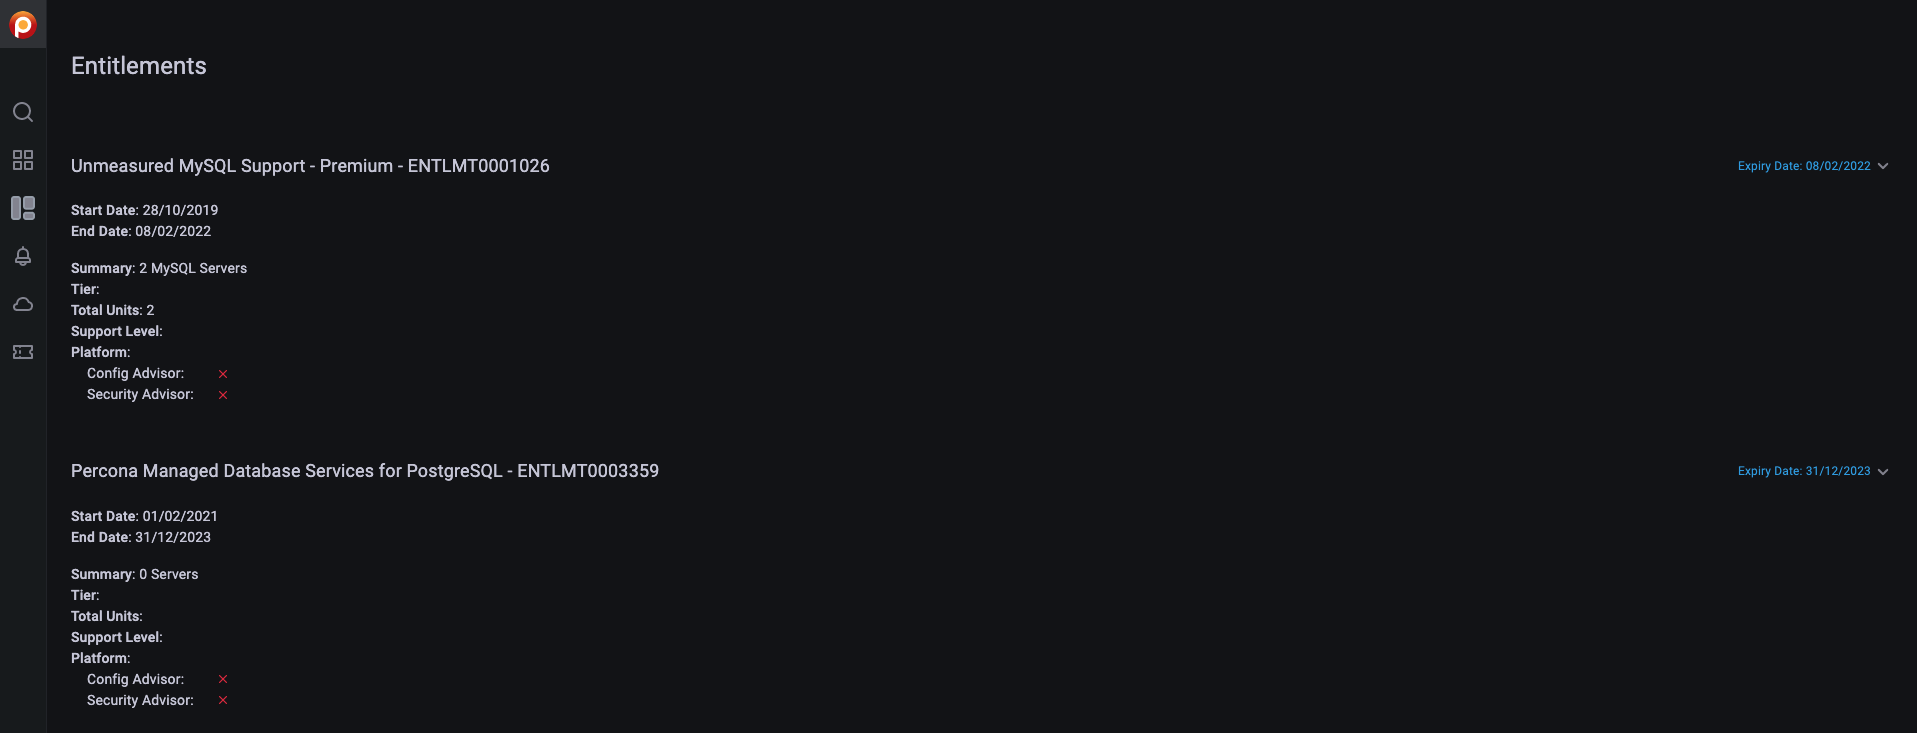 Entitlements
Unmeasured MySQL Support - Premium - ENTLMT0001026
Expiry Date: 08/02/2022
Start Date: 28/10/2019
End Date: 08/02/2022
Summary: 2 MySQL Servers
Tier:
Total Units: 2
Support Level:
Platform:
Config Advisor:
Security Advisor:
Percona Managed Database Services for PostgreSQL - ENTLMT0003359
Expiry Date: 31/12/2023
Start Date: 01/02/2021
End Date: 31/12/2023
Summary: 0 Servers
Tier:
Total Units:
Support Level:
Platform:
Config Advisor:
Security Advisor: